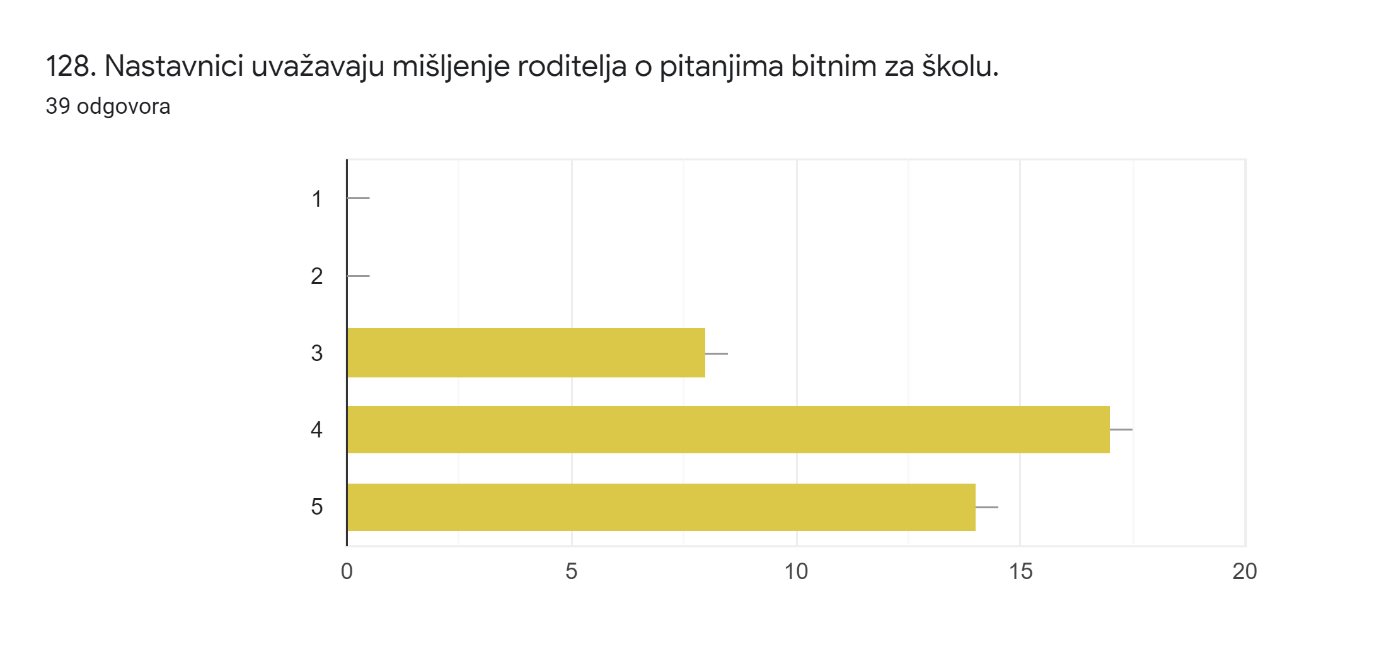 128. Nastavnici uvažavaju mišljenje roditelja o pitanjima bitnim za školu.
39 odgovora
1
2
3
4
5
0 5 10 15 20